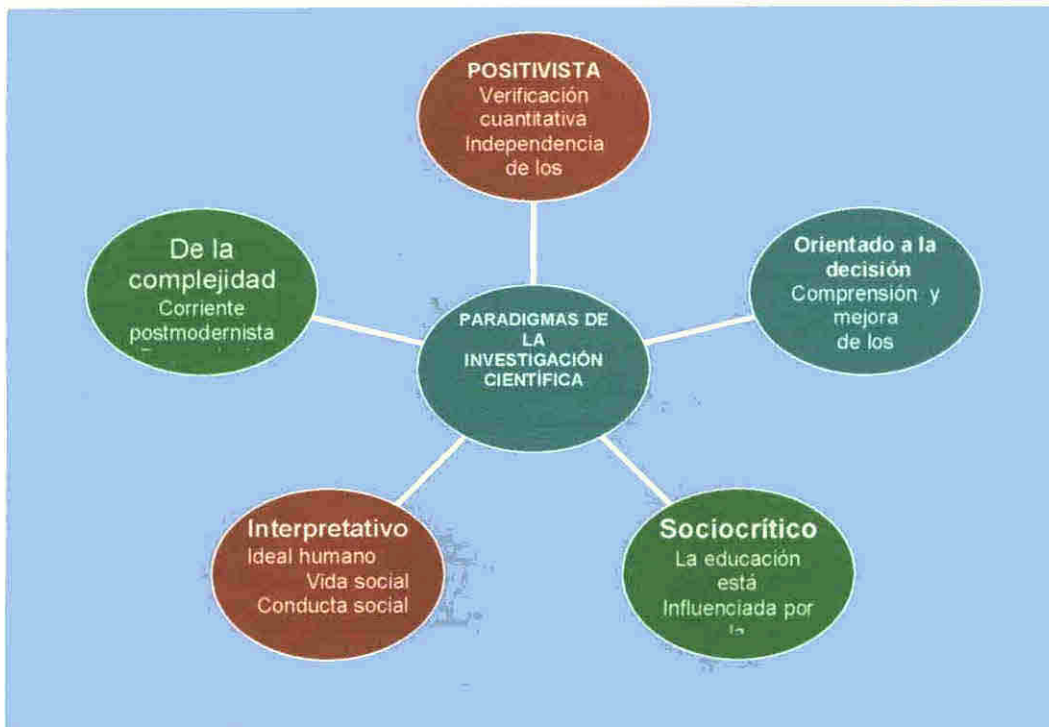 POSITIVISTA
Verificación
cuantitativa
Independencia
de los
Orientado a la
decisión
Comprensión y
mejora
de los
De la
complejidad
Corriente
postmodernista
PARADIGMAS DE
LA
INVESTIGACIÓN
CIENTÍFICA
Interpretativo
Ideal humano
Vida social
Conducta social
Sociocrítico
La educación
está
Influenciada por
la